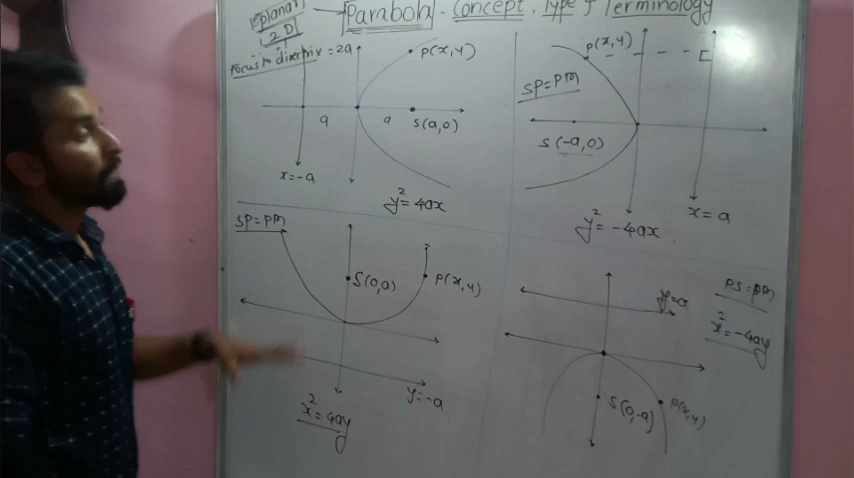 planar
(2D)
Parabola - Concept, Type & Terminology
Focus to directrix = 2a
P(x,y)
a
a
S(a,0)
x=-a
y²=4ax
P(x,y)
SP=PM
S(-a,0)
x=a
y²=-4ax
SP=PM
S(0,a)
P(x,y)
y=-a
x²=4ay
y=a
PS=PM
x²=-4ay
S(0,-a)
P(x,y)